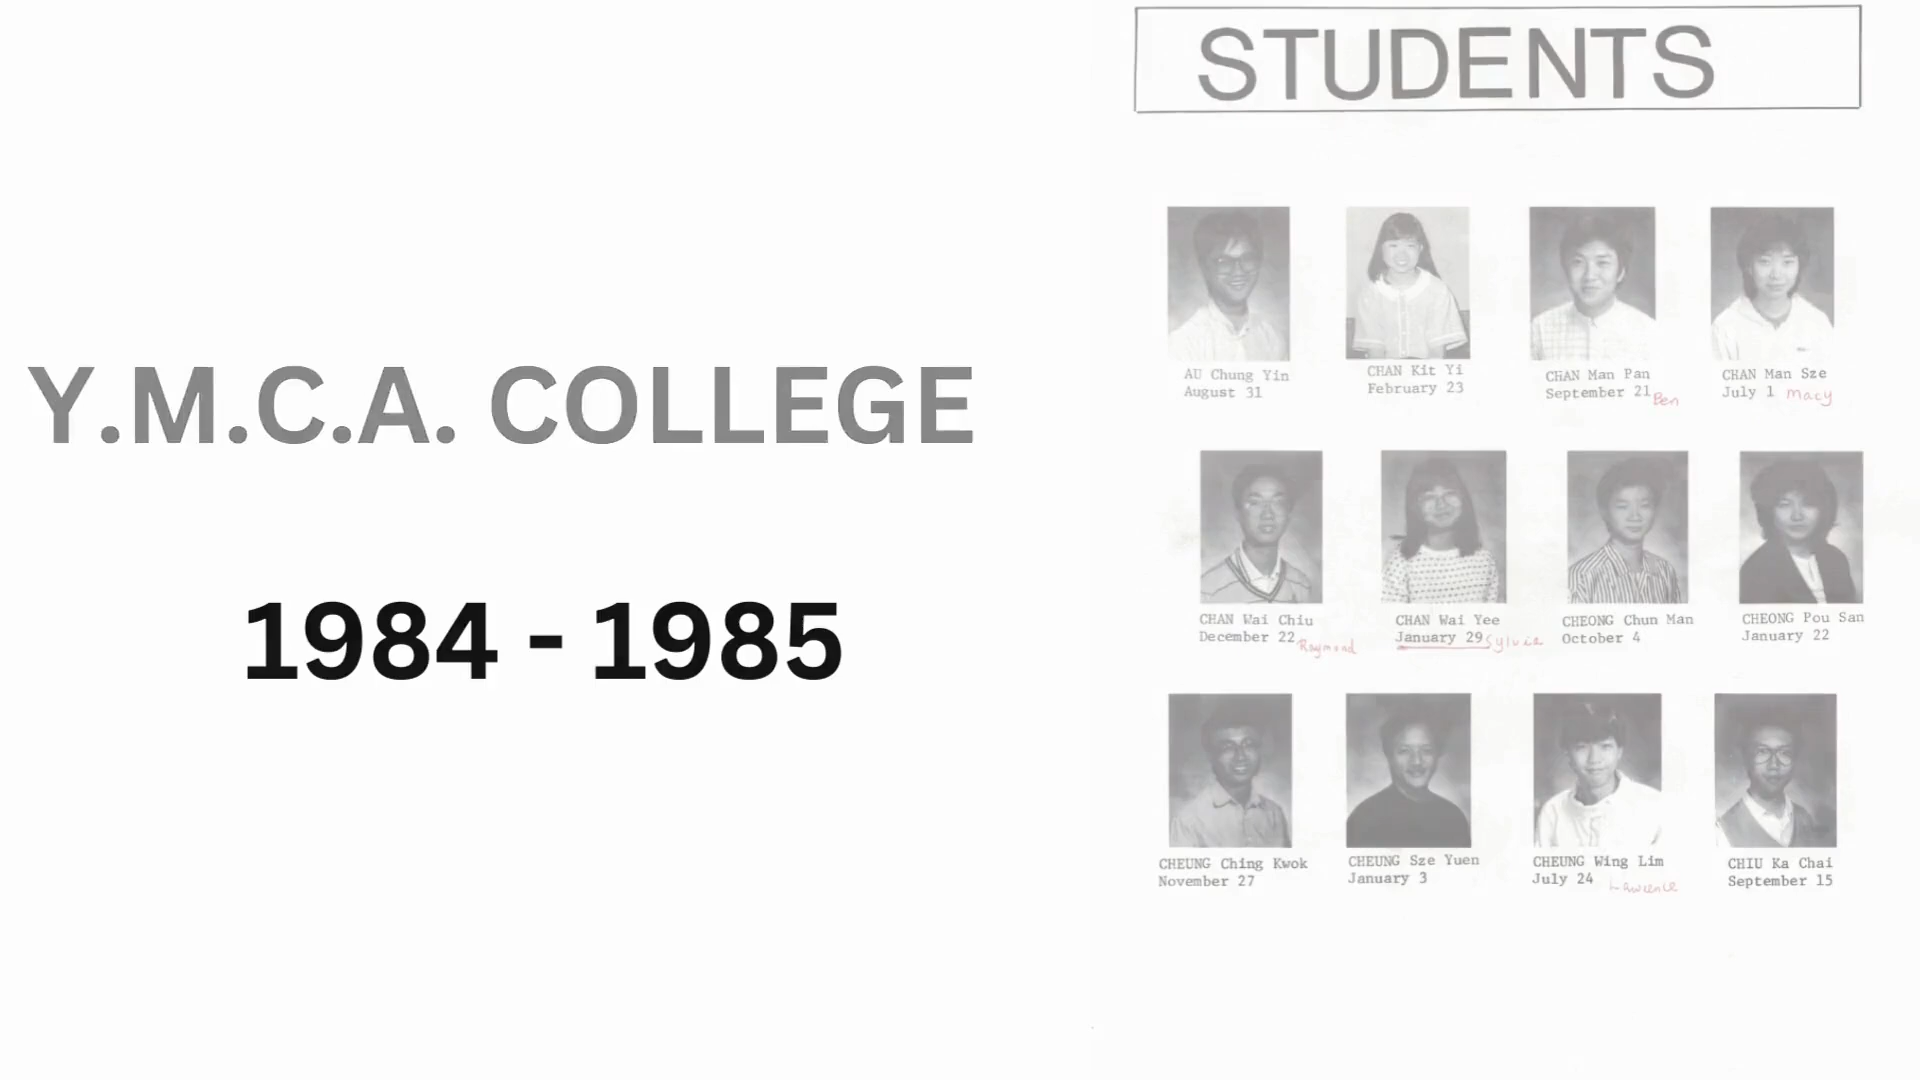 STUDENTS
Y.M.C.A. COLLEGE
1984 - 1985
AU Chung Yin
August 31
CHAN Kit Yi
February 23
CHAN Man Pan
September 21 Ben
CHAN Man Sze
July 1 Macy
CHAN Wai Chiu
December 22 Raymond
CHAN Wai Yee
January 29 Sylvia
CHEONG Chun Man
October 4
CHEONG Pou San
January 22
CHEUNG Ching Kwok
November 27
CHEUNG Sze Yuen
January 3
CHEUNG Wing Lim
July 24 Lawrence
CHIU Ka Chai
September 15